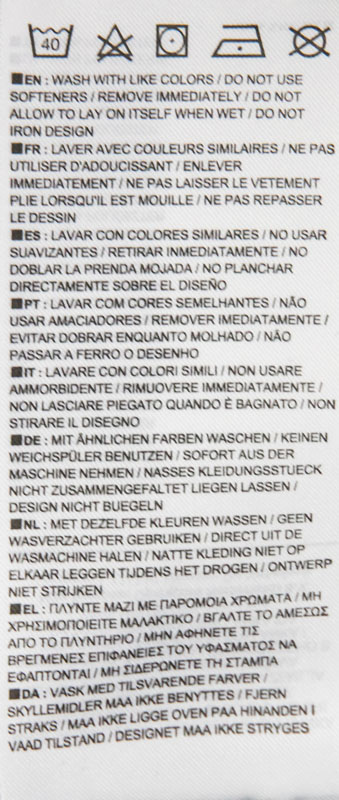 40
EN : WASH WITH LIKE COLORS / DO NOT USE
SOFTENERS / REMOVE IMMEDIATELY / DO NOT
ALLOW TO LAY ON ITSELF WHEN WET / DO NOT
IRON DESIGN
FR : LAVER AVEC COULEURS SIMILAIRES / NE PAS
UTILISER D'ADOUCISSANT / ENLEVER
IMMEDIATEMENT / NE PAS LAISSER LE VETEMENT
PLIE LORSQU'IL EST MOUILLE / NE PAS REPASSER
LE DESSIN
ES : LAVAR CON COLORES SIMILARES / NO USAR
SUAVIZANTES / RETIRAR INMEDIATAMENTE / NO
DOBLAR LA PRENDA MOJADA / NO PLANCHAR
DIRECTAMENTE SOBRE EL DISEÑO
PT : LAVAR COM CORES SEMELHANTES / NÃO
USAR AMACIADORES / REMOVER IMEDIATAMENTE /
EVITAR DOBRAR ENQUANTO MOLHADO / NÃO
PASSAR A FERRO O DESENHO
IT : LAVARE CON COLORI SIMILI / NON USARE
AMMORBIDENTE / RIMUOVERE IMMEDIATAMENTE /
NON LASCIARE PIEGATO QUANDO È BAGNATO / NON
STIRARE IL DISEGNO
DE : MIT ÄHNLICHEN FARBEN WASCHEN / KEINEN
WEICHSPÜLER BENUTZEN / SOFORT AUS DER
MASCHINE NEHMEN / NASSES KLEIDUNGSSTUECK
NICHT ZUSAMMENGEFALTET LIEGEN LASSEN /
DESIGN NICHT BUEGELN
NL : MET DEZELFDE KLEUREN WASSEN / GEEN
WASVERZACHTER GEBRUIKEN / DIRECT UIT DE
WASMACHINE HALEN / NATTE KLEDING NIET OP
ELKAAR LEGGEN TIJDENS HET DROGEN / ONTWERP
NIET STRIJKEN
EL : ΠΛΥΝΤΕ ΜΑΖΙ ΜΕ ΠΑΡΟΜΟΙΑ ΧΡΩΜΑΤΑ / ΜΗ
ΧΡΗΣΙΜΟΠΟΙΕΙΤΕ ΜΑΛΑΚΤΙΚΟ / ΒΓΑΛΤΕ ΤΟ ΑΜΕΣΩΣ
ΑΠΟ ΤΟ ΠΛΥΝΤΗΡΙΟ / ΜΗΝ ΑΦΗΝΕΤΕ ΤΙΣ
ΒΡΕΓΜΕΝΕΣ ΕΠΙΦΑΝΕΙΕΣ ΤΟΥ ΥΦΑΣΜΑΤΟΣ ΝΑ
ΕΦΑΠΤΟΝΤΑΙ / ΜΗ ΣΙΔΕΡΩΝΕΤΕ ΤΗ ΣΤΑΜΠΑ
DA : VASK MED TILSVARENDE FARVER /
SKYLLEMIDLER MAA IKKE BENYTTES / FJERN
STRAKS / MAA IKKE LIGGE OVEN PAA HINANDEN I
VAAD TILSTAND / DESIGNET MAA IKKE STRYGES